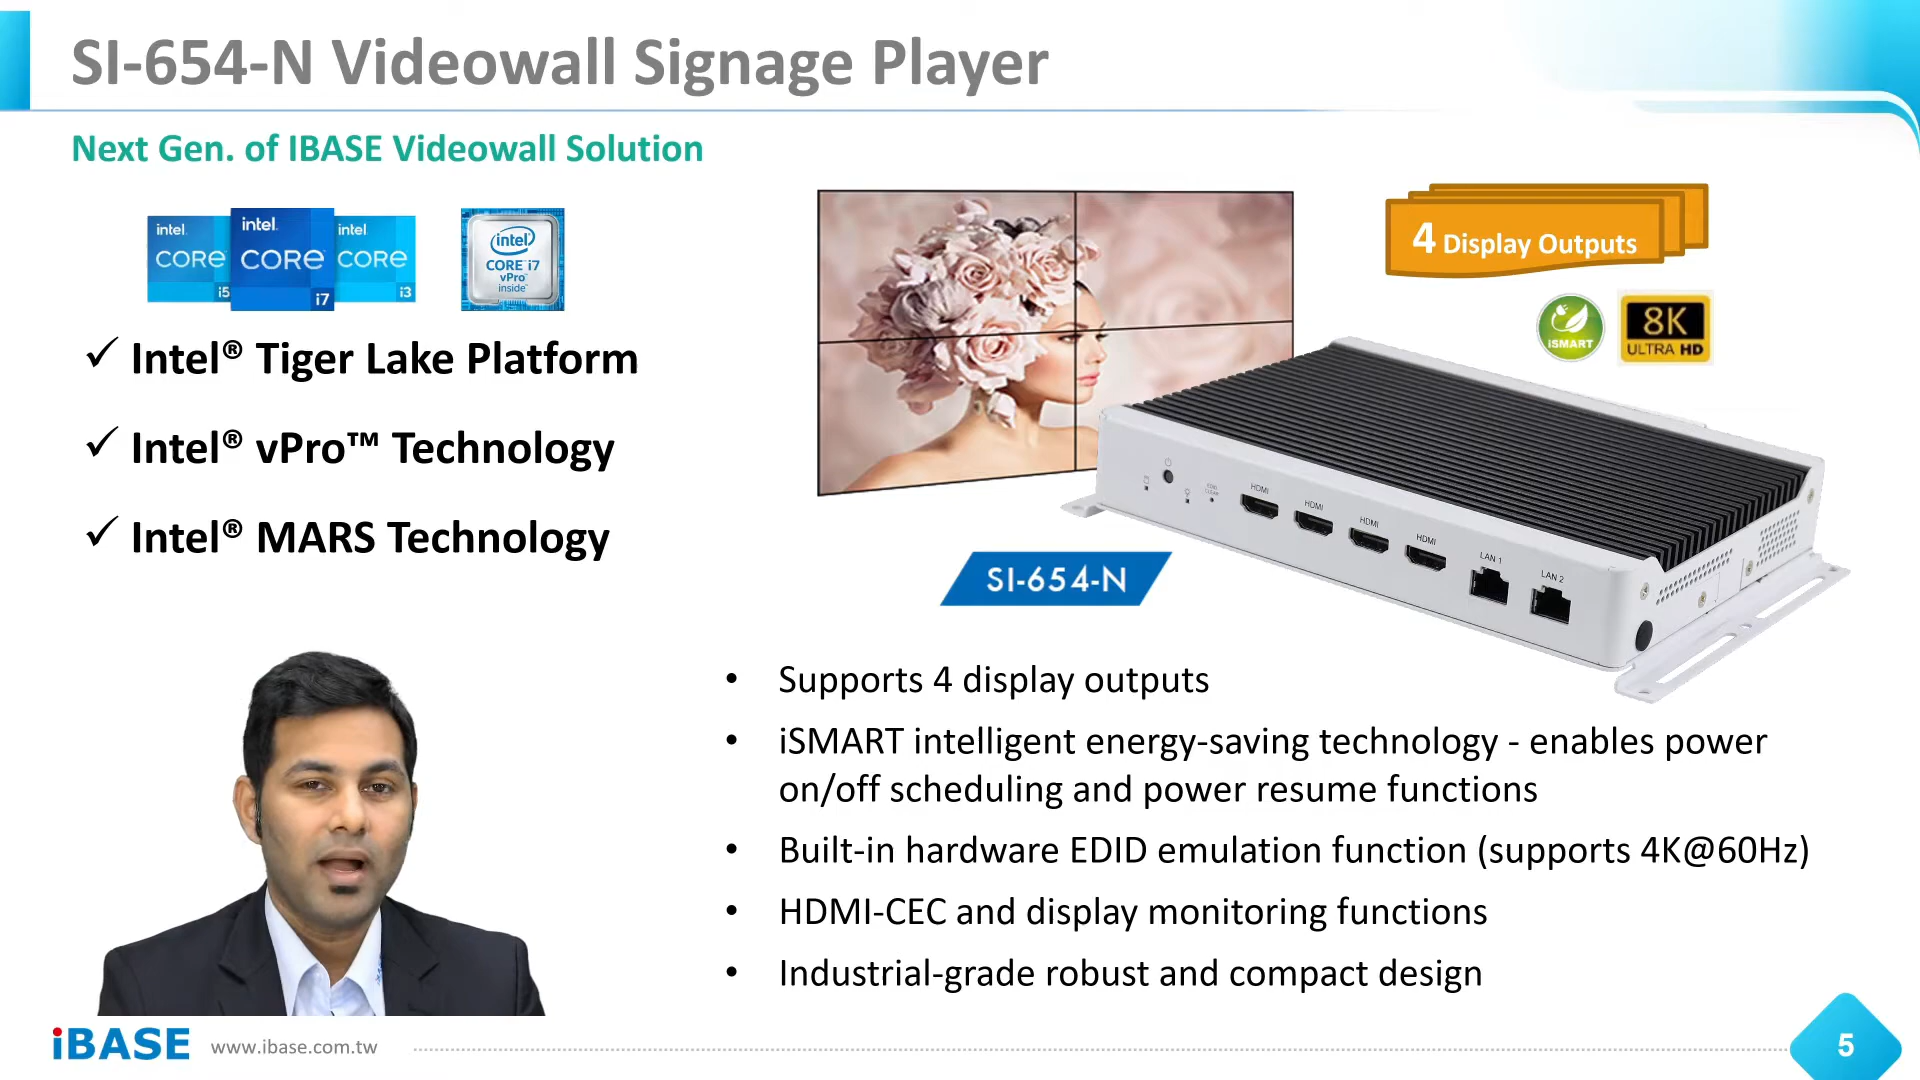 SI-654-N Videowall Signage Player
Next Gen. of IBASE Videowall Solution
intel.
CORE
i5
intel.
CORE
i7
intel
CORE
i3
intel
CORE i7
vPro™
inside™
✓ Intel® Tiger Lake Platform
✓ Intel® vPro™ Technology
✓ Intel® MARS Technology
4 Display Outputs
iSMART
8K
ULTRA HD
HDMI
HDMI
HDMI
HDMI
LAN 1
LAN 2
SI-654-N
• Supports 4 display outputs
• iSMART intelligent energy-saving technology - enables power
on/off scheduling and power resume functions
• Built-in hardware EDID emulation function (supports 4K@60Hz)
• HDMI-CEC and display monitoring functions
• Industrial-grade robust and compact design
iBASE
www.ibase.com.tw
5